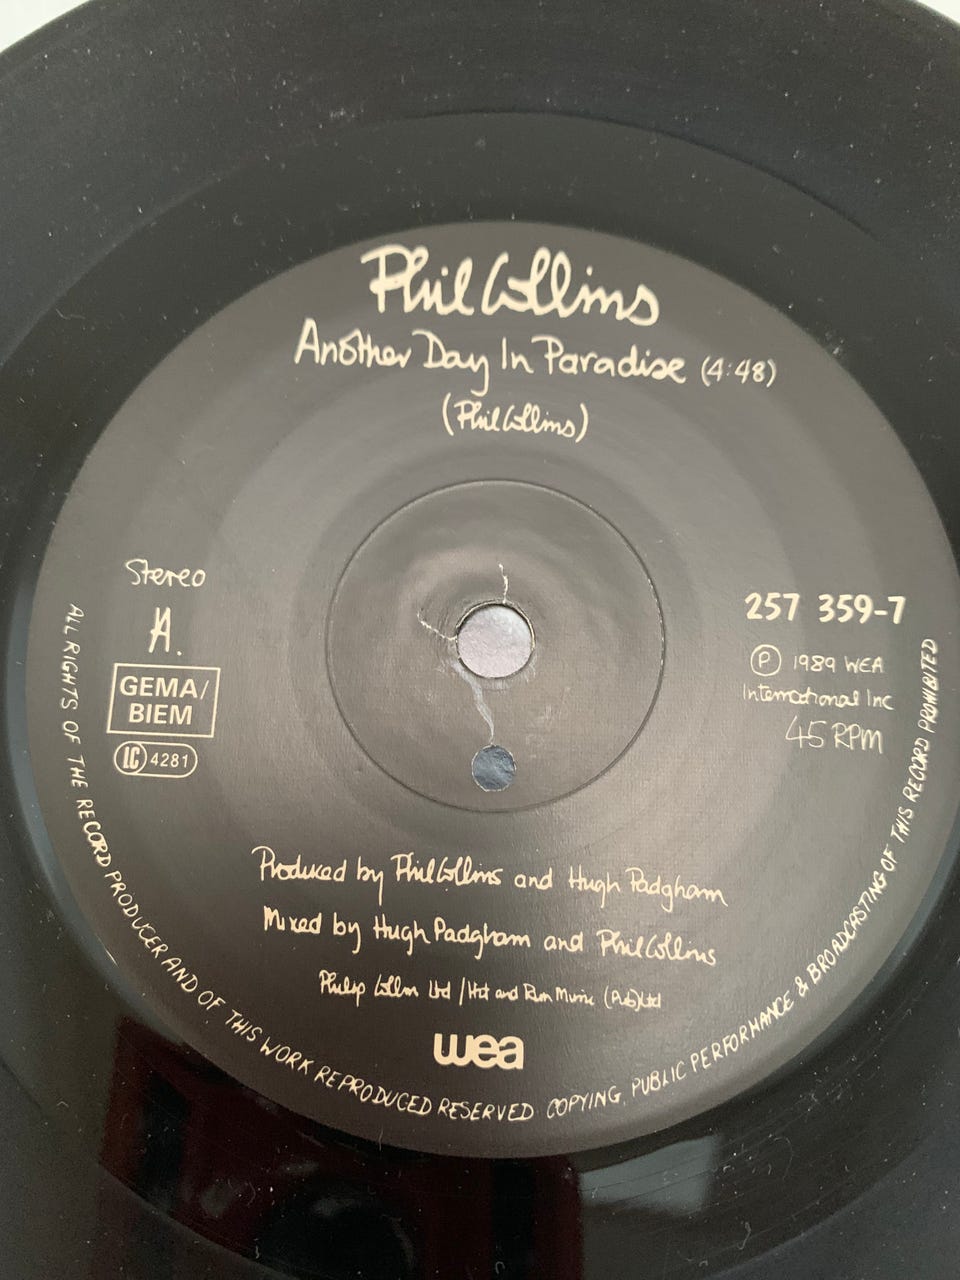 Phil Collins
Another Day In Paradise (4:48)
(Phil Collins)
Stereo
A.
GEMA/
BIEM
LC 4281
257 359-7
Ⓟ 1989 WEA
International Inc
45 RPM
Produced by Phil Collins and Hugh Padgham
Mixed by Hugh Padgham and Phil Collins
Philip Collins Ltd / Hit and Run Music (Pub) Ltd
wea
ALL RIGHTS OF THE RECORD PRODUCER AND OF THIS WORK REPRODUCED RESERVED COPYING, PUBLIC PERFORMANCE & BROADCASTING OF THIS RECORD PROHIBITED